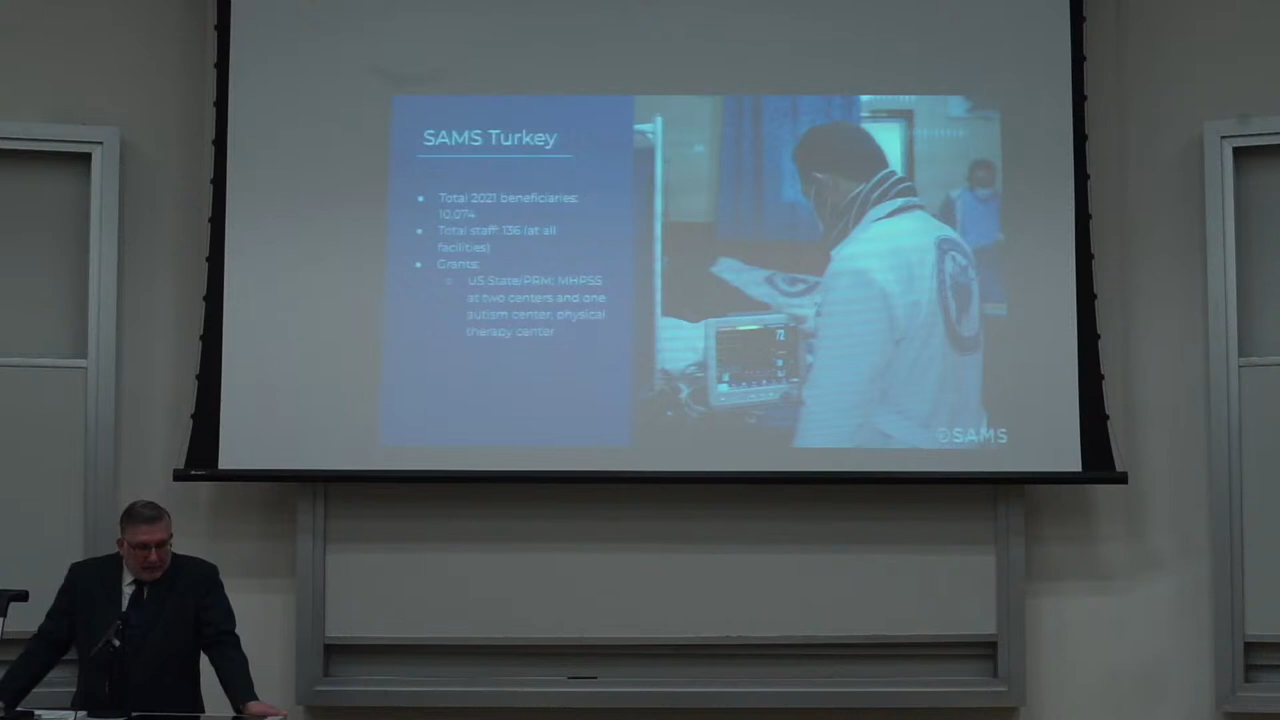 SAMS Turkey
● Total 2021 beneficiaries:
10,074
● Total staff: 136 (at all
facilities)
● Grants:
○ US State/PRM: MHPSS
at two centers and one
autism center, physical
therapy center
72
SAMS